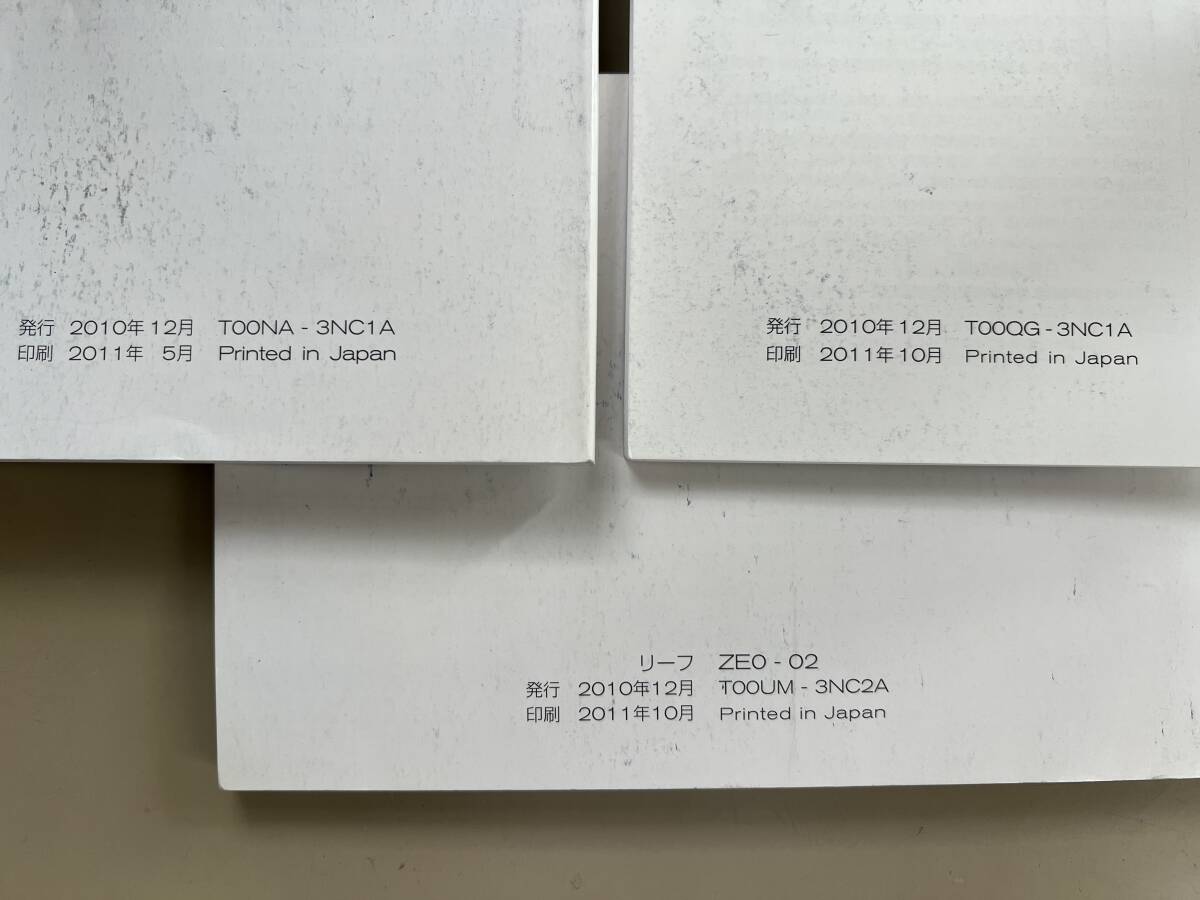 発行 2010年12月 T00NA - 3NC1A
印刷 2011年 5月 Printed in Japan
発行 2010年12月 T00QG - 3NC1A
印刷 2011年10月 Printed in Japan
リーフ ZE0 - 02
発行 2010年12月 T00UM - 3NC2A
印刷 2011年10月 Printed in Japan